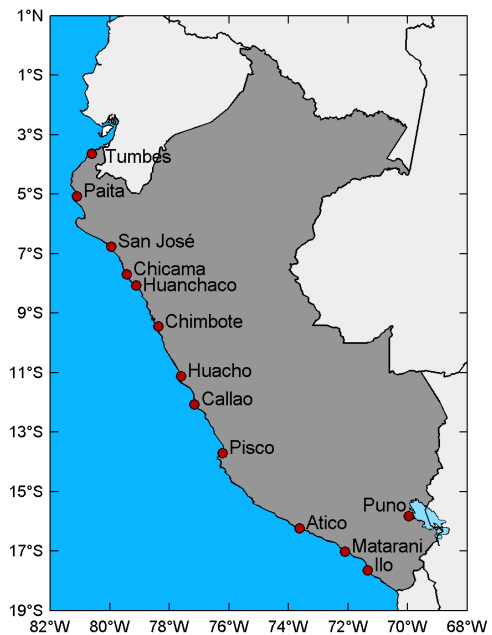 1°N
1°S
3°S
Tumbes
5°S
Paita
7°S
San José
Chicama
Huanchaco
9°S
Chimbote
11°S
Huacho
Callao
13°S
Pisco
15°S
Puno
Atico
17°S
Matarani
Ilo
19°S
82°W 80°W 78°W 76°W 74°W 72°W 70°W 68°W